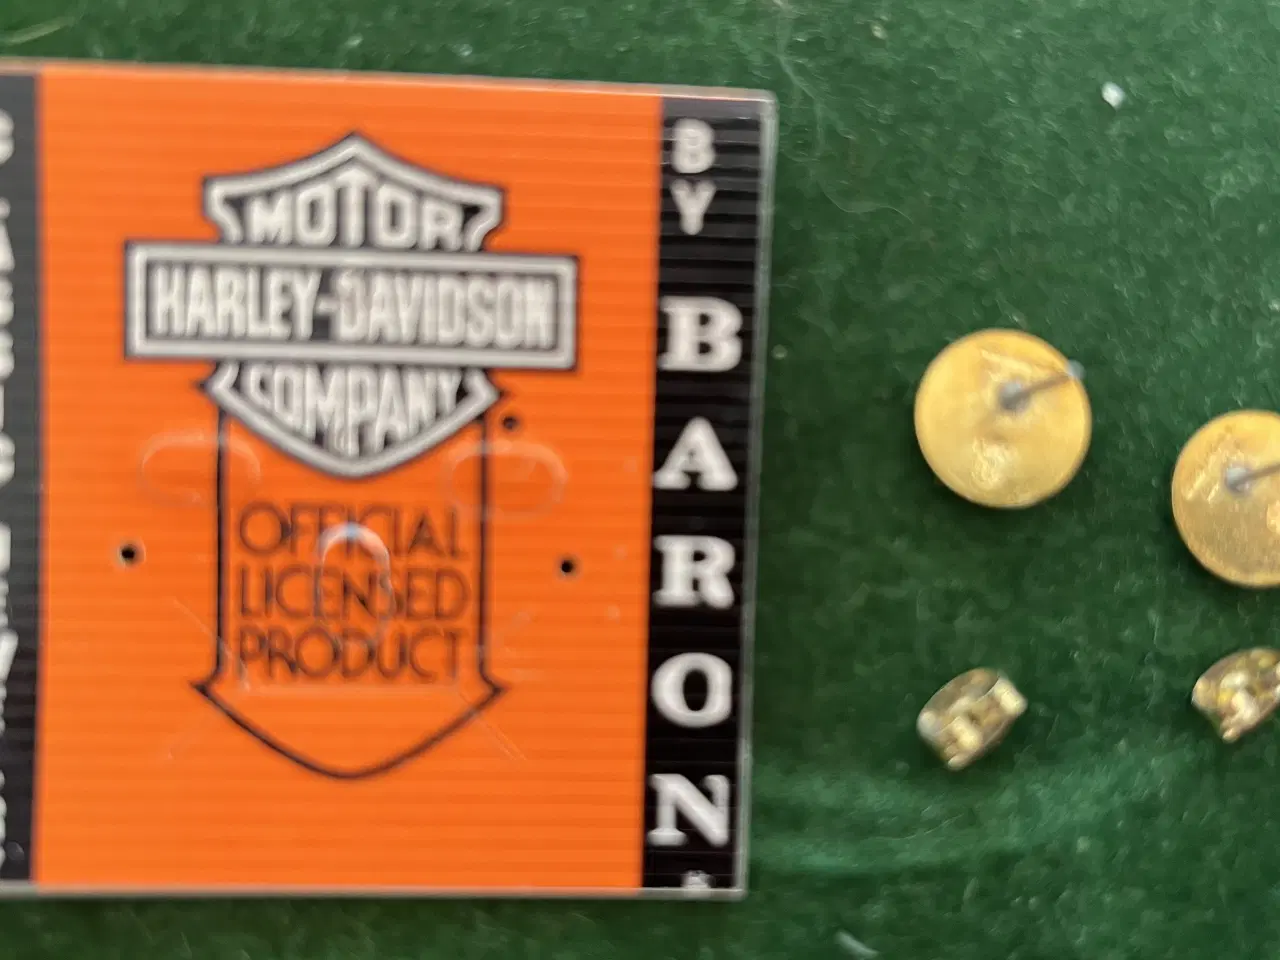 MOTOR
HARLEY-DAVIDSON
COMPANY
OFFICIAL
LICENSED
PRODUCT
BY BARON